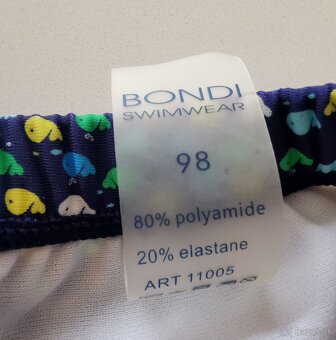 BONDI
SWIMWEAR
98
80% polyamide
20% elastane
ART 11005